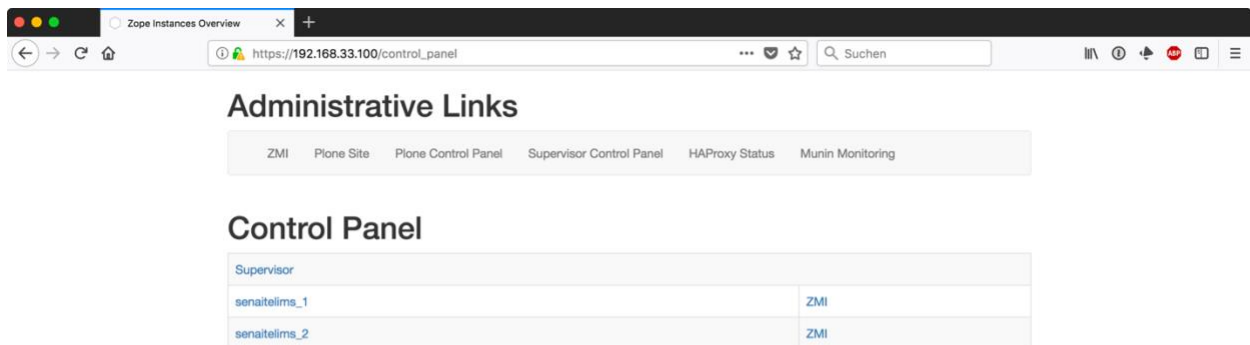 Zope Instances Overview
https://192.168.33.100/control_panel
Suchen
ABP
Administrative Links
ZMI Plone Site Plone Control Panel Supervisor Control Panel HAProxy Status Munin Monitoring
Control Panel
Supervisor
senaitelims_1 ZMI
senaitelims_2 ZMI